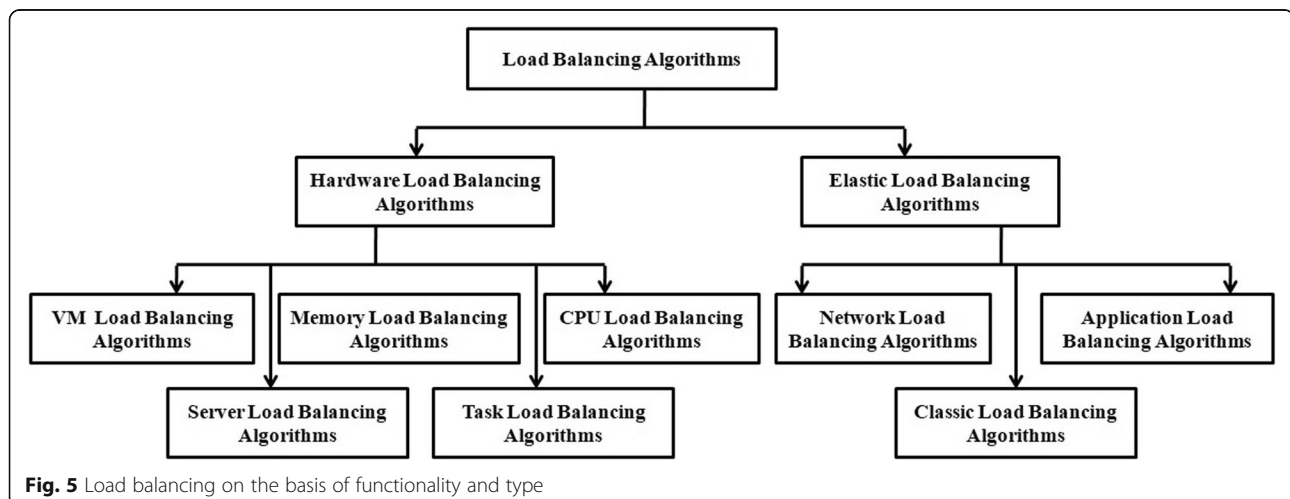 Load Balancing Algorithms
Hardware Load Balancing
Algorithms
Elastic Load Balancing
Algorithms
VM Load Balancing
Algorithms
Memory Load Balancing
Algorithms
CPU Load Balancing
Algorithms
Network Load
Balancing Algorithms
Application Load
Balancing Algorithms
Server Load Balancing
Algorithms
Task Load Balancing
Algorithms
Classic Load Balancing
Algorithms
Fig. 5 Load balancing on the basis of functionality and type